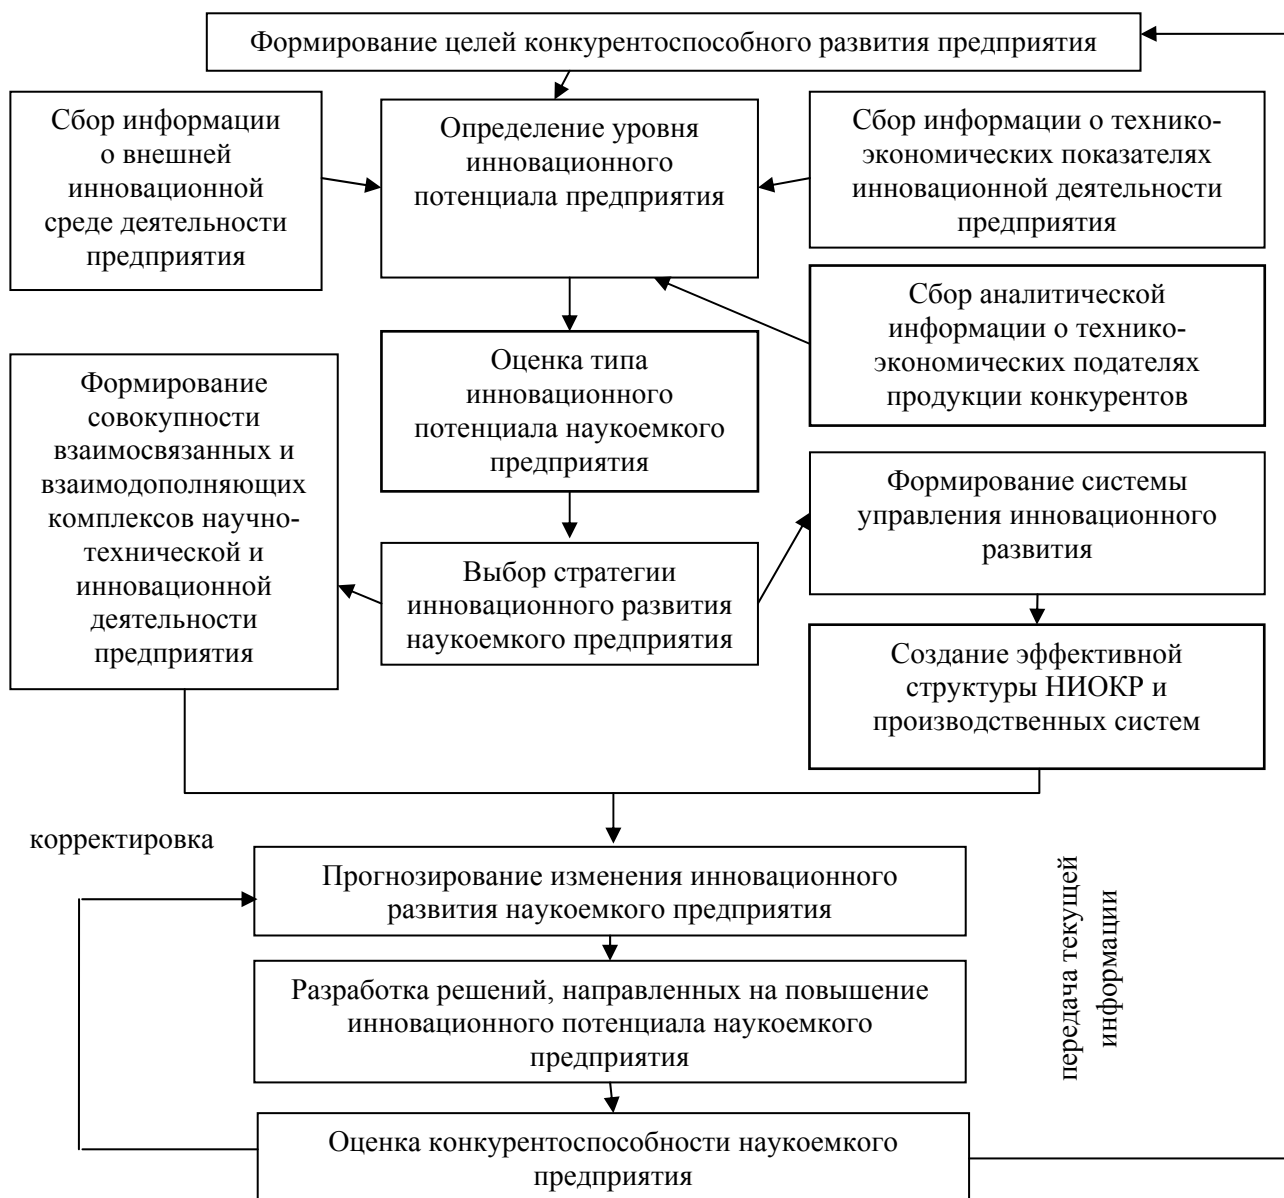 Формирование целей конкурентоспособного развития предприятия
Сбор информации
о внешней
инновационной
среде деятельности
предприятия
Определение уровня
инновационного
потенциала предприятия
Сбор информации о технико-
экономических показателях
инновационной деятельности
предприятия
Сбор аналитической
информации о технико-
экономических подателях
продукции конкурентов
Оценка типа
инновационного
потенциала наукоемкого
предприятия
Формирование
совокупности
взаимосвязанных и
взаимодополняющих
комплексов научно-
технической и
инновационной
деятельности
предприятия
Выбор стратегии
инновационного развития
наукоемкого предприятия
Формирование системы
управления инновационного
развития
Создание эффективной
структуры НИОКР и
производственных систем
корректировка
Прогнозирование изменения инновационного
развития наукоемкого предприятия
передача текущей
информации
Разработка решений, направленных на повышение
инновационного потенциала наукоемкого
предприятия
Оценка конкурентоспособности наукоемкого
предприятия